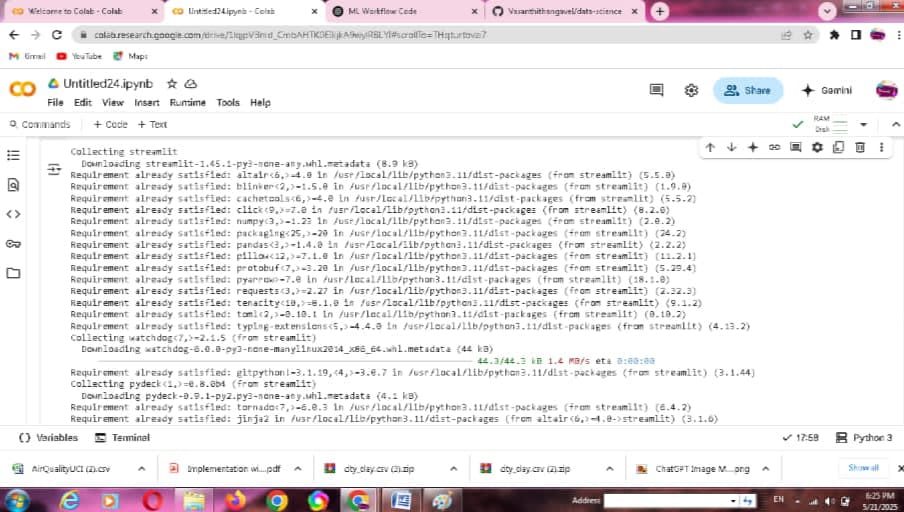 Welcome to Colab - Colab
Untitled24.ipynb - Colab
ML Workflow Code
Vasanthithangavel/data-science
colab.research.google.com/drive/
Gmail YouTube Maps
Untitled24.ipynb
File Edit View Insert Runtime Tools Help
Share
Gemini
Commands + Code + Text
RAM
Disk
Collecting streamlit
Downloading streamlit-1.45.1-py3-none-any.whl.metadata (8.9 kB)
Requirement already satisfied: altair<6,>=4.0 in /usr/local/lib/python3.11/dist-packages (from streamlit) (5.5.0)
Requirement already satisfied: blinker<2,>=1.5.0 in /usr/local/lib/python3.11/dist-packages (from streamlit) (1.9.0)
Requirement already satisfied: cachetools<6,>=4.0 in /usr/local/lib/python3.11/dist-packages (from streamlit) (5.5.2)
Requirement already satisfied: click<9,>=7.0 in /usr/local/lib/python3.11/dist-packages (from streamlit) (8.2.0)
Requirement already satisfied: numpy<3,>=1.23 in /usr/local/lib/python3.11/dist-packages (from streamlit) (2.0.2)
Requirement already satisfied: packaging<25,>=20 in /usr/local/lib/python3.11/dist-packages (from streamlit) (24.2)
Requirement already satisfied: pandas<3,>=1.4.0 in /usr/local/lib/python3.11/dist-packages (from streamlit) (2.2.2)
Requirement already satisfied: pillow<12,>=7.1.0 in /usr/local/lib/python3.11/dist-packages (from streamlit) (11.2.1)
Requirement already satisfied: protobuf<7,>=3.20 in /usr/local/lib/python3.11/dist-packages (from streamlit) (5.29.4)
Requirement already satisfied: pyarrow>=7.0 in /usr/local/lib/python3.11/dist-packages (from streamlit) (18.1.0)
Requirement already satisfied: requests<3,>=2.27 in /usr/local/lib/python3.11/dist-packages (from streamlit) (2.32.3)
Requirement already satisfied: tenacity<10,>=8.1.0 in /usr/local/lib/python3.11/dist-packages (from streamlit) (9.1.2)
Requirement already satisfied: toml<2,>=0.10.1 in /usr/local/lib/python3.11/dist-packages (from streamlit) (0.10.2)
Requirement already satisfied: typing-extensions<5,>=4.4.0 in /usr/local/lib/python3.11/dist-packages (from streamlit) (4.13.2)
Collecting watchdog<7,>=2.1.5 (from streamlit)
Downloading watchdog-6.0.0-py3-none-manylinux2014_x86_64.whl.metadata (44 kB)
44.3/44.3 kB 1.4 MB/s eta 0:00:00
Requirement already satisfied: gitpython!=3.1.19,<4,>=3.0.7 in /usr/local/lib/python3.11/dist-packages (from streamlit) (3.1.44)
Collecting pydeck<1,>=0.8.0b4 (from streamlit)
Downloading pydeck-0.9.1-py2.py3-none-any.whl.metadata (4.1 kB)
Requirement already satisfied: tornado<7,>=6.0.3 in /usr/local/lib/python3.11/dist-packages (from streamlit) (6.4.2)
Requirement already satisfied: jinja2 in /usr/local/lib/python3.11/dist-packages (from altair<6,>=4.0->streamlit) (3.1.6)
Variables Terminal
17:58 Python 3
AirQualityUCI (2).csv
Implementation wi....pdf
city_day.csv (2).zip
city_day.csv (2).zip
ChatGPT Image M....png
Show all
Address
EN
6:25 PM
5/21/2025